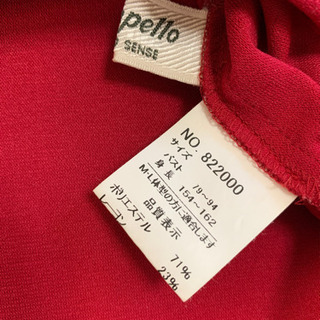 pello
SENSE
NO. 822000
サイズ
バスト 79~94
身長 154~162
M-L体型の方に適合します
品質表示
ポリエステル 71%
レーヨン 23%